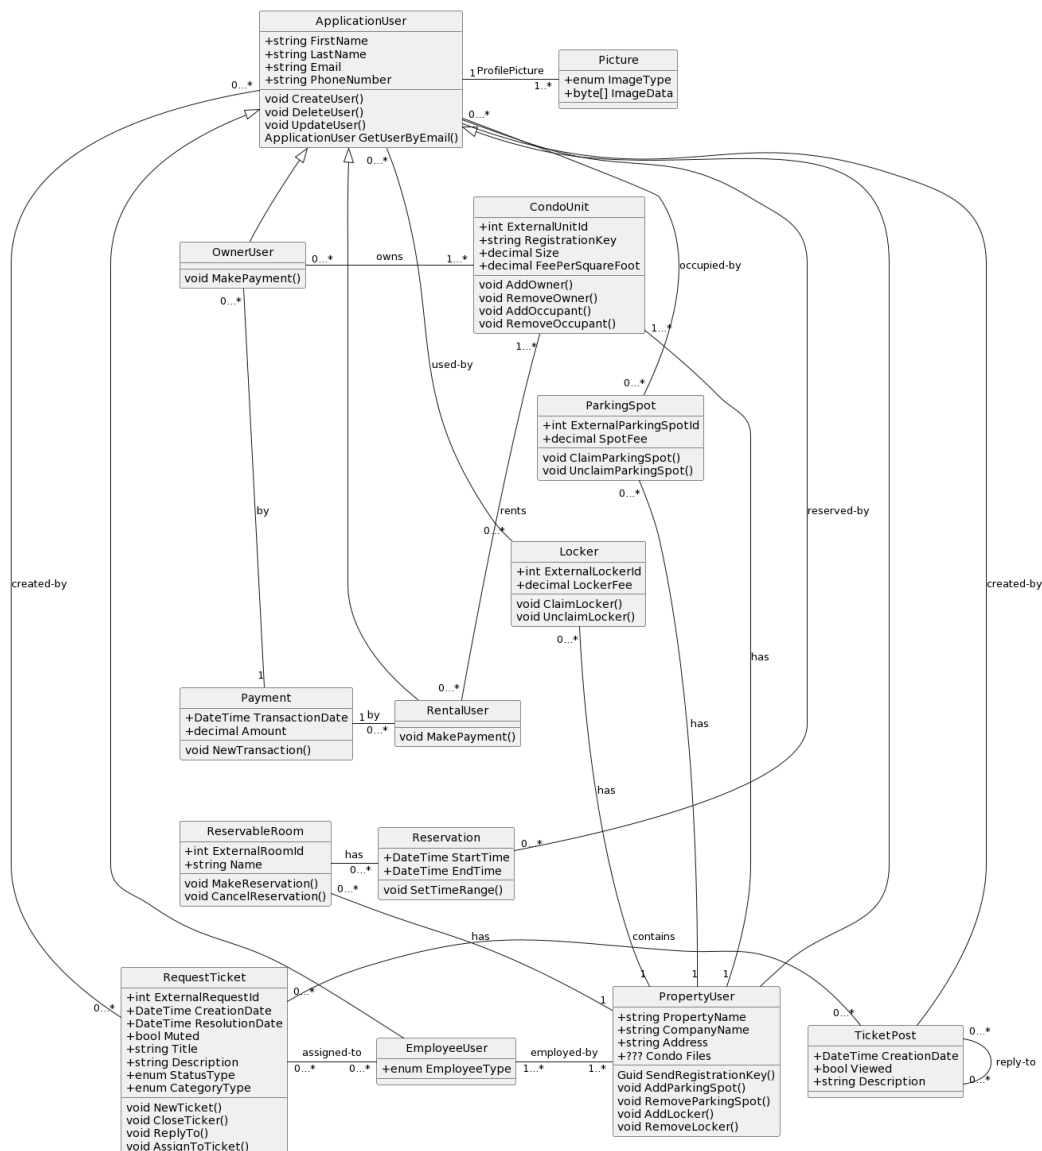 ApplicationUser
+string FirstName
+string LastName
+string Email
+string PhoneNumber
void CreateUser()
void DeleteUser()
void UpdateUser()
ApplicationUser GetUserByEmail()
0...*
1
ProfilePicture
1..*
Picture
+enum ImageType
+byte[] ImageData
0...*
0...*
CondoUnit
+int ExternalUnitId
+string RegistrationKey
+decimal Size
+decimal FeePerSquareFoot
void AddOwner()
void RemoveOwner()
void AddOccupant()
void RemoveOccupant()
OwnerUser
void MakePayment()
0...*
owns
1...*
occupied-by
0...*
1...*
1...*
used-by
0...*
ParkingSpot
+int ExternalParkingSpotId
+decimal SpotFee
void ClaimParkingSpot()
void UnclaimParkingSpot()
0...*
by
rents
reserved-by
0...*
Locker
+int ExternalLockerId
+decimal LockerFee
void ClaimLocker()
void UnclaimLocker()
0...*
created-by
created-by
has
1
0...*
Payment
+DateTime TransactionDate
+decimal Amount
void NewTransaction()
1
by
0...*
RentalUser
void MakePayment()
has
has
ReservableRoom
+int ExternalRoomId
+string Name
void MakeReservation()
void CancelReservation()
has
0...*
Reservation
+DateTime StartTime
+DateTime EndTime
void SetTimeRange()
0...*
0...*
has
contains
1
1
1
RequestTicket
+int ExternalRequestId
+DateTime CreationDate
+DateTime ResolutionDate
+bool Muted
+string Title
+string Description
+enum StatusType
+enum CategoryType
void NewTicket()
void CloseTicker()
void ReplyTo()
void AssignToTicket()
0...*
0...*
assigned-to
0...*
0...*
EmployeeUser
+enum EmployeeType
employed-by
1...*
1..*
1
PropertyUser
+string PropertyName
+string CompanyName
+string Address
+??? Condo Files
Guid SendRegistrationKey()
void AddParkingSpot()
void RemoveParkingSpot()
void AddLocker()
void RemoveLocker()
0...*
TicketPost
+DateTime CreationDate
+bool Viewed
+string Description
0...*
reply-to
0...*